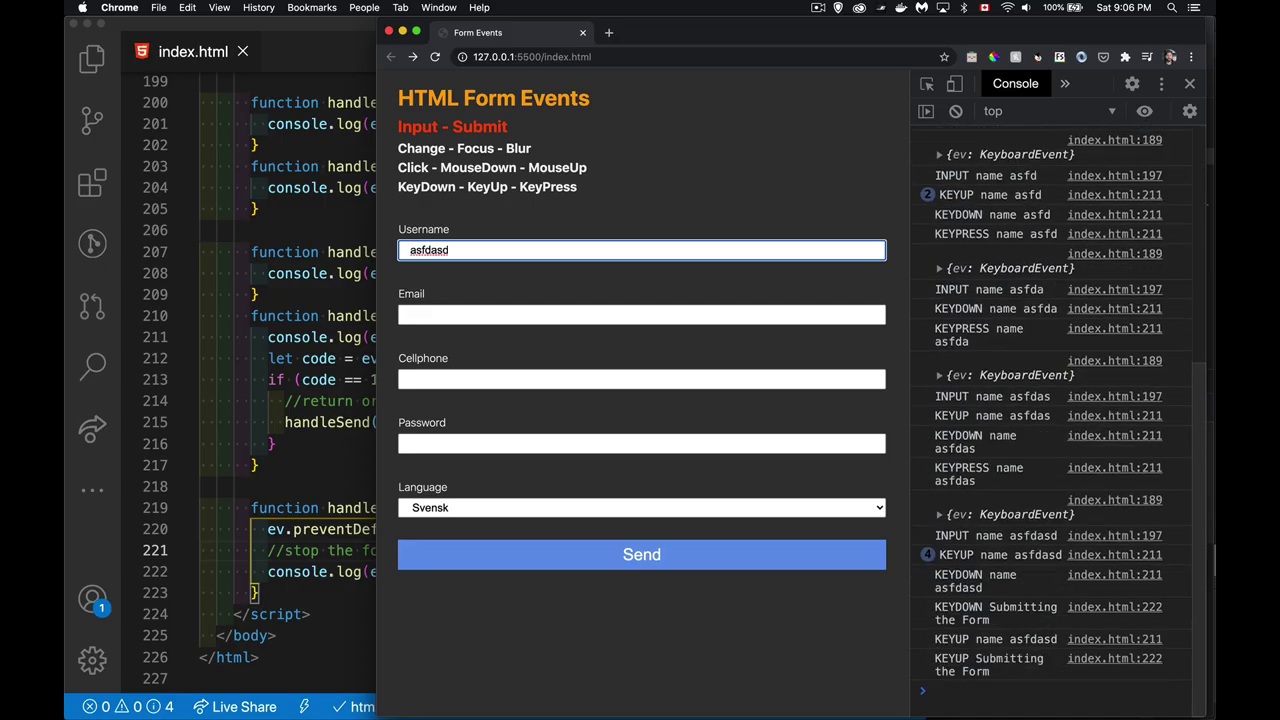 Chrome File Edit View History Bookmarks People Tab Window Help 100% Sat 9:06 PM
index.html
Form Events
127.0.0.1:5500/index.html
199
200 function handle
201 console.log(e
202 }
203 function handle
204 console.log(e
205 }
206
207 function handle
208 console.log(e
209 }
210 function handle
211 console.log(e
212 let code = ev
213 if (code == 1
214 //return or
215 handleSend(
216 }
217 }
218
219 function handle
220 ev.preventDef
221 //stop the fo
222 console.log(e
223 }
224 </script>
225 </body>
226 </html>
227
1
0 0 4 Live Share htm
HTML Form Events
Input - Submit
Change - Focus - Blur
Click - MouseDown - MouseUp
KeyDown - KeyUp - KeyPress
Username
asfdasd
Email
Cellphone
Password
Language
Svensk
Send
Console »
top
index.html:189
{ev: KeyboardEvent}
INPUT name asfd index.html:197
2 KEYUP name asfd index.html:211
KEYDOWN name asfd index.html:211
KEYPRESS name asfd index.html:211
index.html:189
{ev: KeyboardEvent}
INPUT name asfda index.html:197
KEYDOWN name asfda index.html:211
KEYPRESS name index.html:211
asfda
index.html:189
{ev: KeyboardEvent}
INPUT name asfdas index.html:197
KEYUP name asfdas index.html:211
KEYDOWN name index.html:211
asfdas
KEYPRESS name index.html:211
asfdas
index.html:189
{ev: KeyboardEvent}
INPUT name asfdasd index.html:197
4 KEYUP name asfdasd index.html:211
KEYDOWN name index.html:211
asfdasd
KEYDOWN Submitting index.html:222
the Form
KEYUP name asfdasd index.html:211
KEYUP Submitting index.html:222
the Form